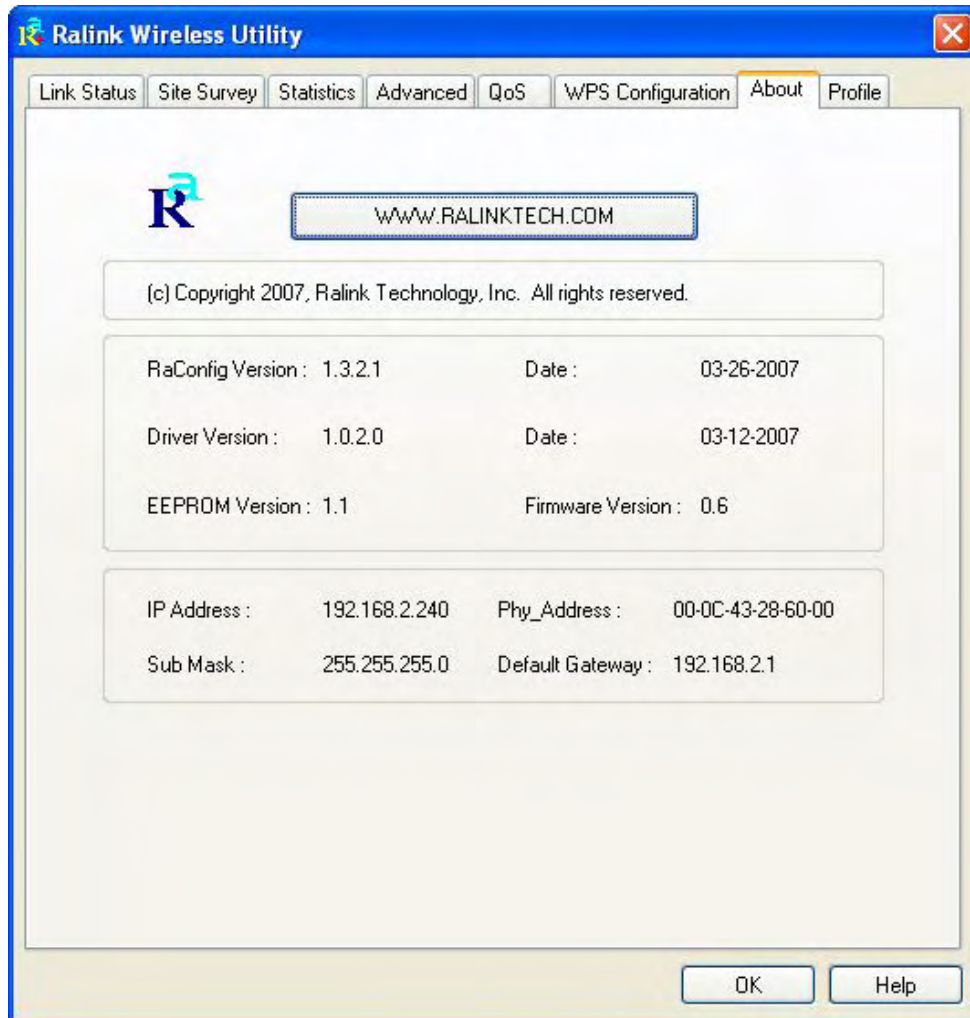 Ralink Wireless Utility
Link Status Site Survey Statistics Advanced QoS WPS Configuration About Profile
Ra
WWW.RALINKTECH.COM
(c) Copyright 2007, Ralink Technology, Inc. All rights reserved.
RaConfig Version : 1.3.2.1 Date : 03-26-2007
Driver Version : 1.0.2.0 Date : 03-12-2007
EEPROM Version : 1.1 Firmware Version : 0.6
IP Address : 192.168.2.240 Phy_Address : 00-0C-43-28-60-00
Sub Mask : 255.255.255.0 Default Gateway : 192.168.2.1
OK Help